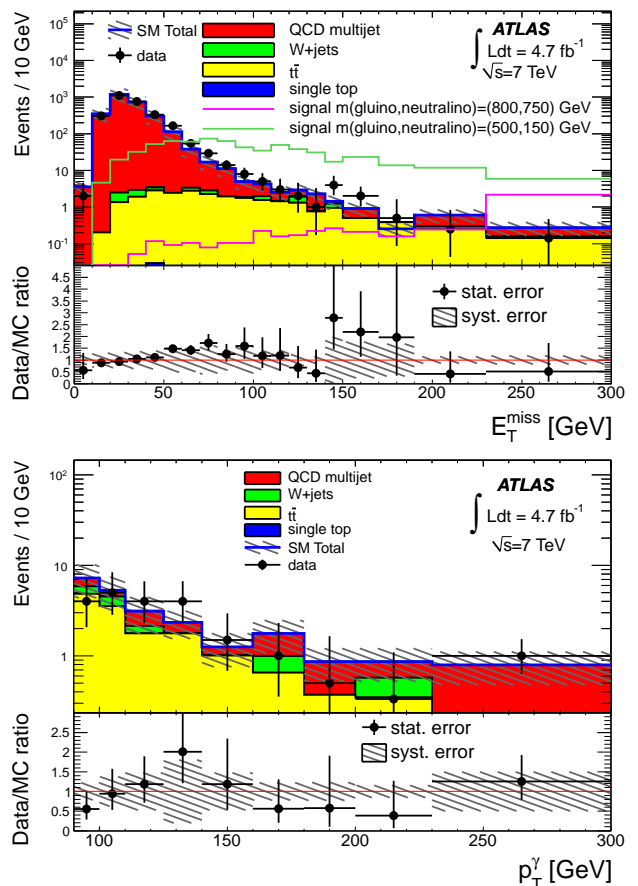 Events / 10 GeV
10⁵
10⁴
10³
10²
10
1
10⁻¹
SM Total
data
QCD multijet
W+jets
tt̄
single top
signal m(gluino,neutralino)=(800,750) GeV
signal m(gluino,neutralino)=(500,150) GeV
ATLAS
∫ Ldt = 4.7 fb⁻¹
√s=7 TeV
Data/MC ratio
4.5
4
3.5
3
2.5
2
1.5
1
0.5
0
stat. error
syst. error
0 50 100 150 200 250 300
E_T^miss [GeV]
Events / 10 GeV
10²
10
1
QCD multijet
W+jets
tt̄
single top
SM Total
data
ATLAS
∫ Ldt = 4.7 fb⁻¹
√s=7 TeV
Data/MC ratio
2.5
2
1.5
1
0.5
0
stat. error
syst. error
100 150 200 250 300
p_T^γ [GeV]